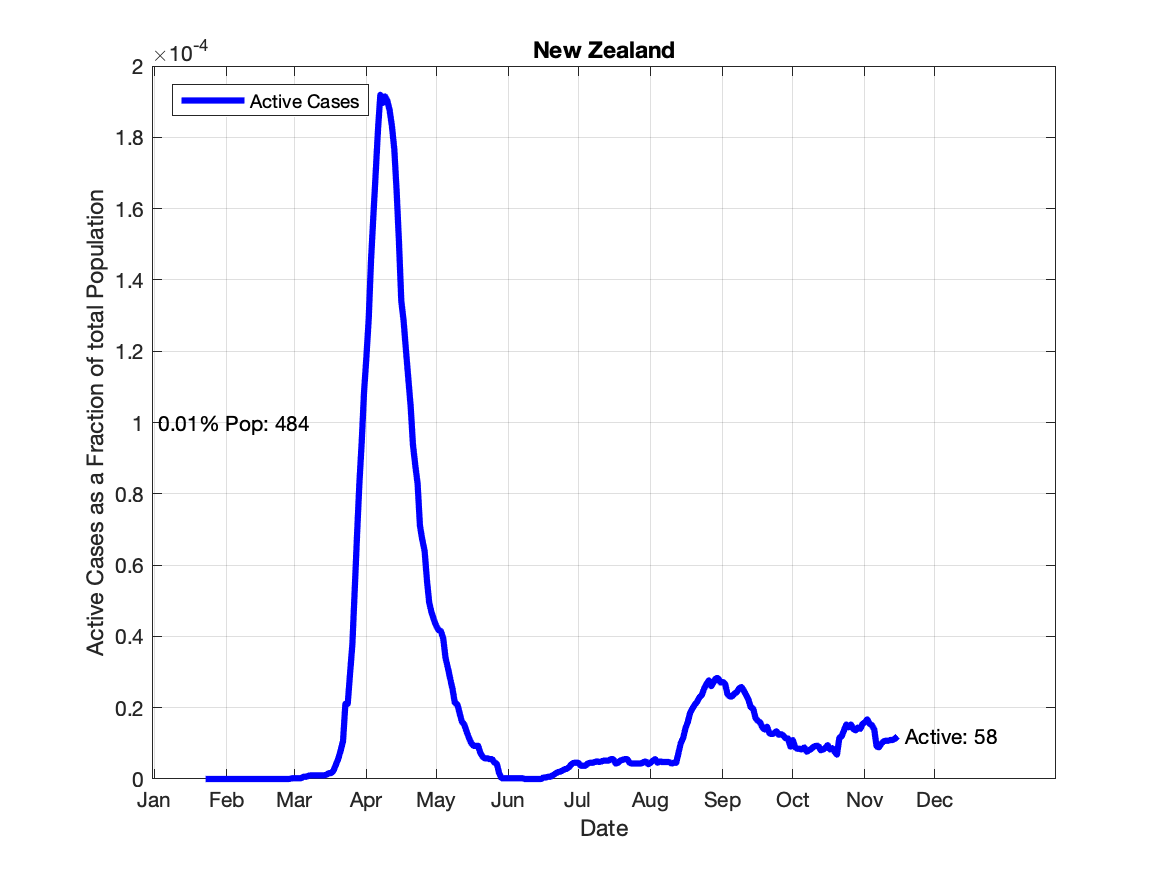 New Zealand
×10-4
Active Cases
2
1.8
1.6
1.4
1.2
1
0.8
0.6
0.4
0.2
0
0.01% Pop: 484
Active: 58
Active Cases as a Fraction of total Population
Jan Feb Mar Apr May Jun Jul Aug Sep Oct Nov Dec
Date